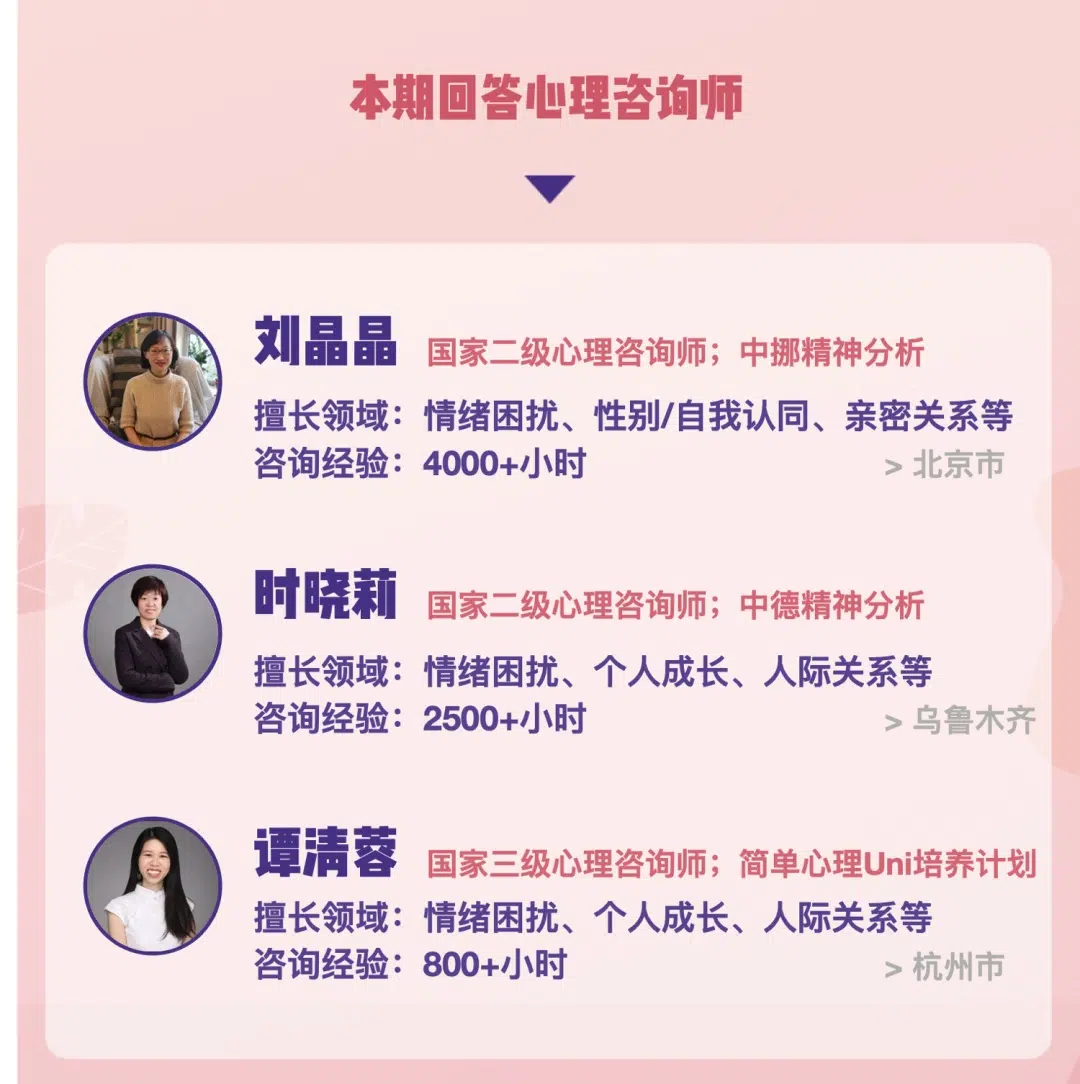 本期回答心理咨询师
刘晶晶 国家二级心理咨询师；中挪精神分析
擅长领域：情绪困扰、性别/自我认同、亲密关系等
咨询经验：4000+小时 > 北京市
时晓莉 国家二级心理咨询师；中德精神分析
擅长领域：情绪困扰、个人成长、人际关系等
咨询经验：2500+小时 > 乌鲁木齐
谭清蓉 国家三级心理咨询师；简单心理Uni培养计划
擅长领域：情绪困扰、个人成长、人际关系等
咨询经验：800+小时 > 杭州市